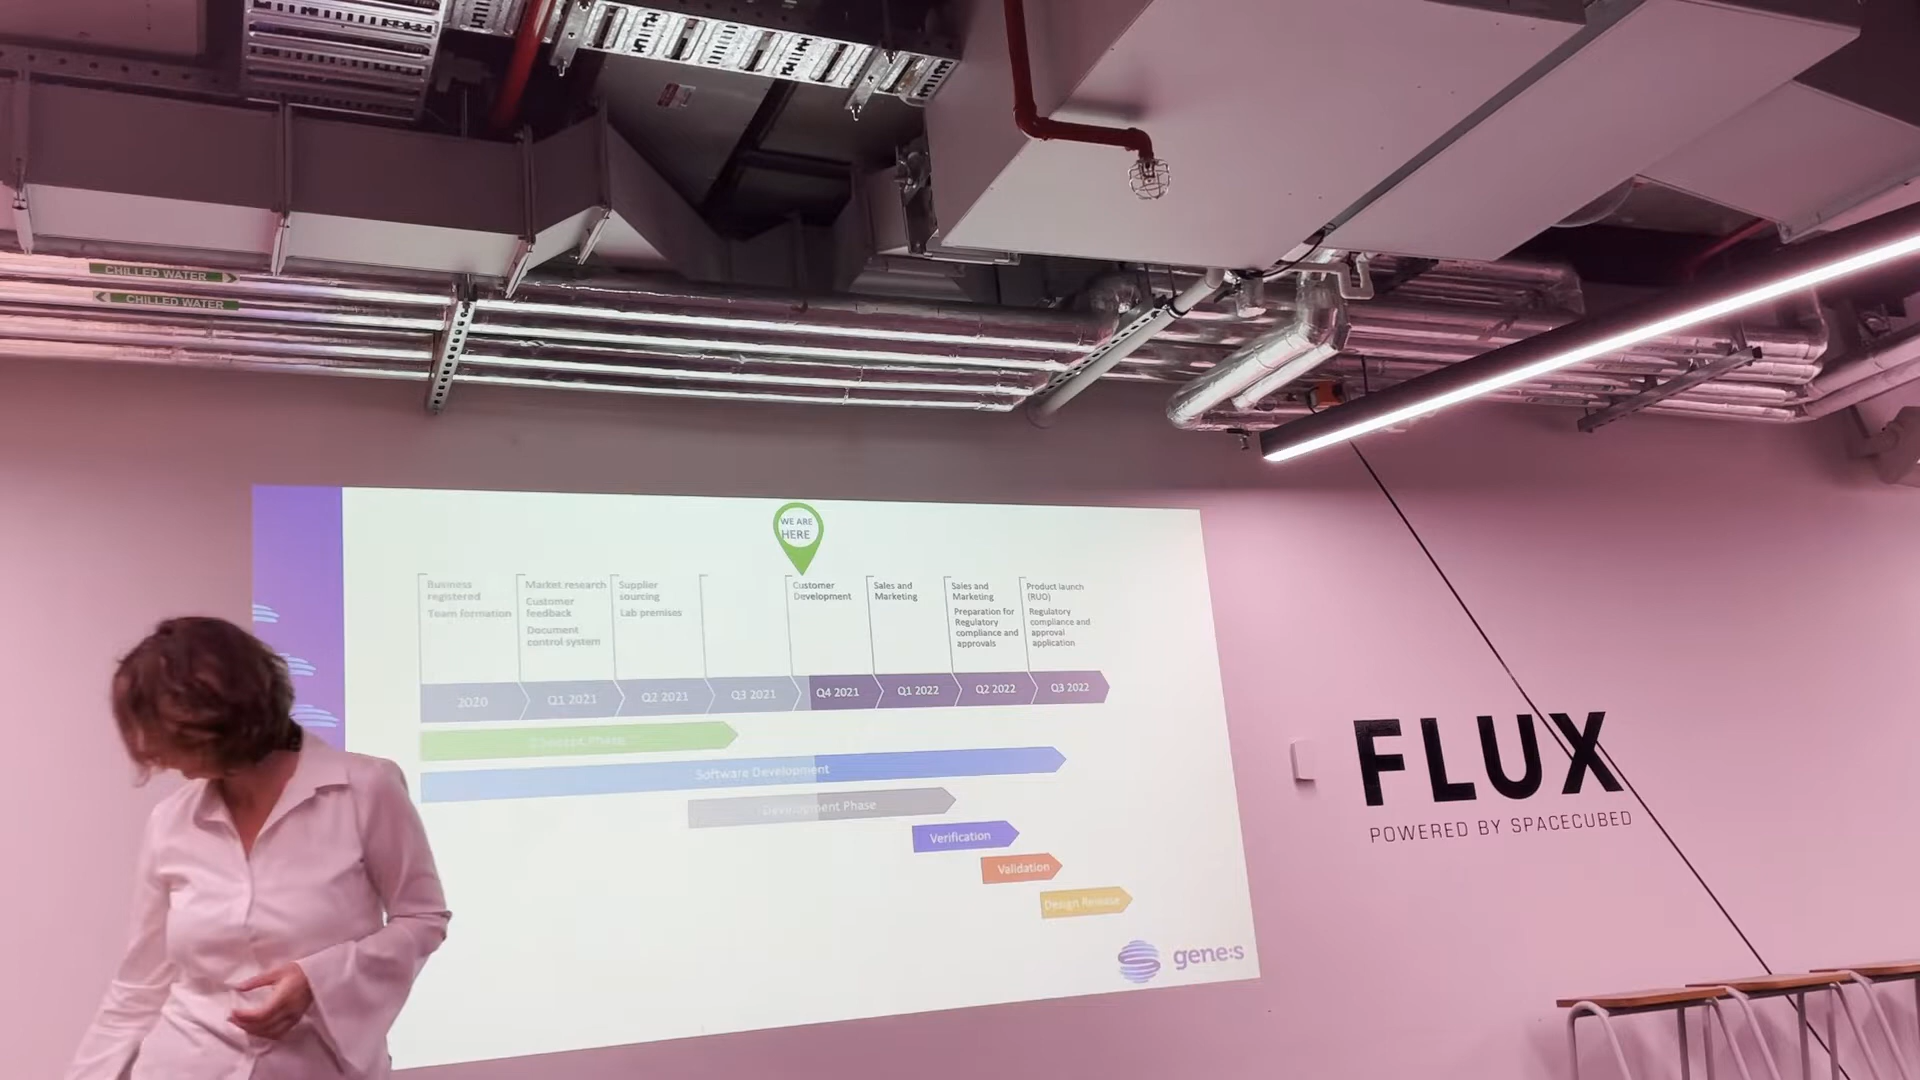 CHILLED WATER
CHILLED WATER
WE ARE
HERE
Business
registered
Team formation
Market research
Customer
feedback
Document
control system
Supplier
sourcing
Lab premises
Customer
Development
Sales and
Marketing
Sales and
Marketing
Preparation for
Regulatory
compliance and
approvals
Product launch
(RUO)
Regulatory
compliance and
approval
application
2020
Q1 2021
Q2 2021
Q3 2021
Q4 2021
Q1 2022
Q2 2022
Q3 2022
Software Development
Development Phase
Verification
Validation
Design Release
gene:s
FLUX
POWERED BY SPACECUBED